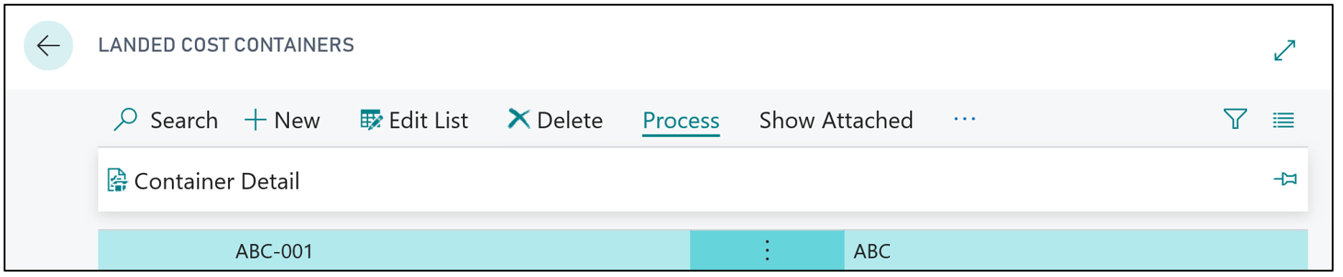 LANDED COST CONTAINERS
Search New Edit List Delete Process Show Attached ...
Container Detail
ABC-001 ABC